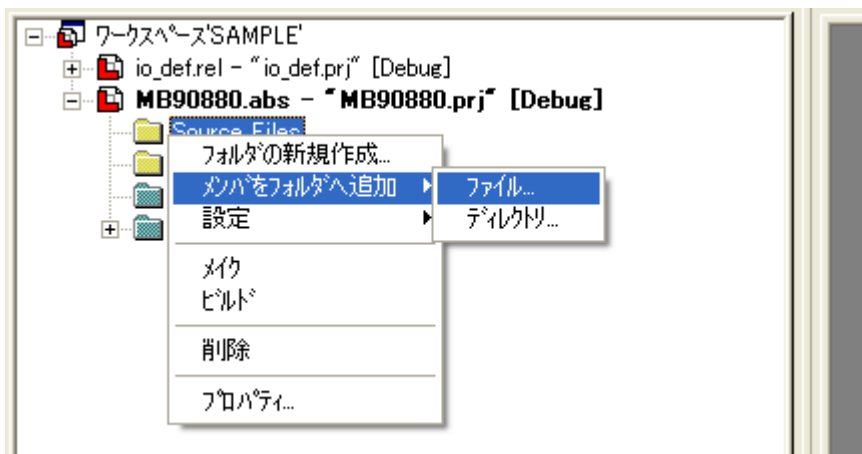 ワークスペース'SAMPLE'
io_def.rel - "io_def.prj" [Debug]
MB90880.abs - "MB90880.prj" [Debug]
Source Files
フォルダの新規作成...
メンバをフォルダへ追加
ファイル...
設定
ディレクトリ...
メイク
ビルド
削除
プロパティ...